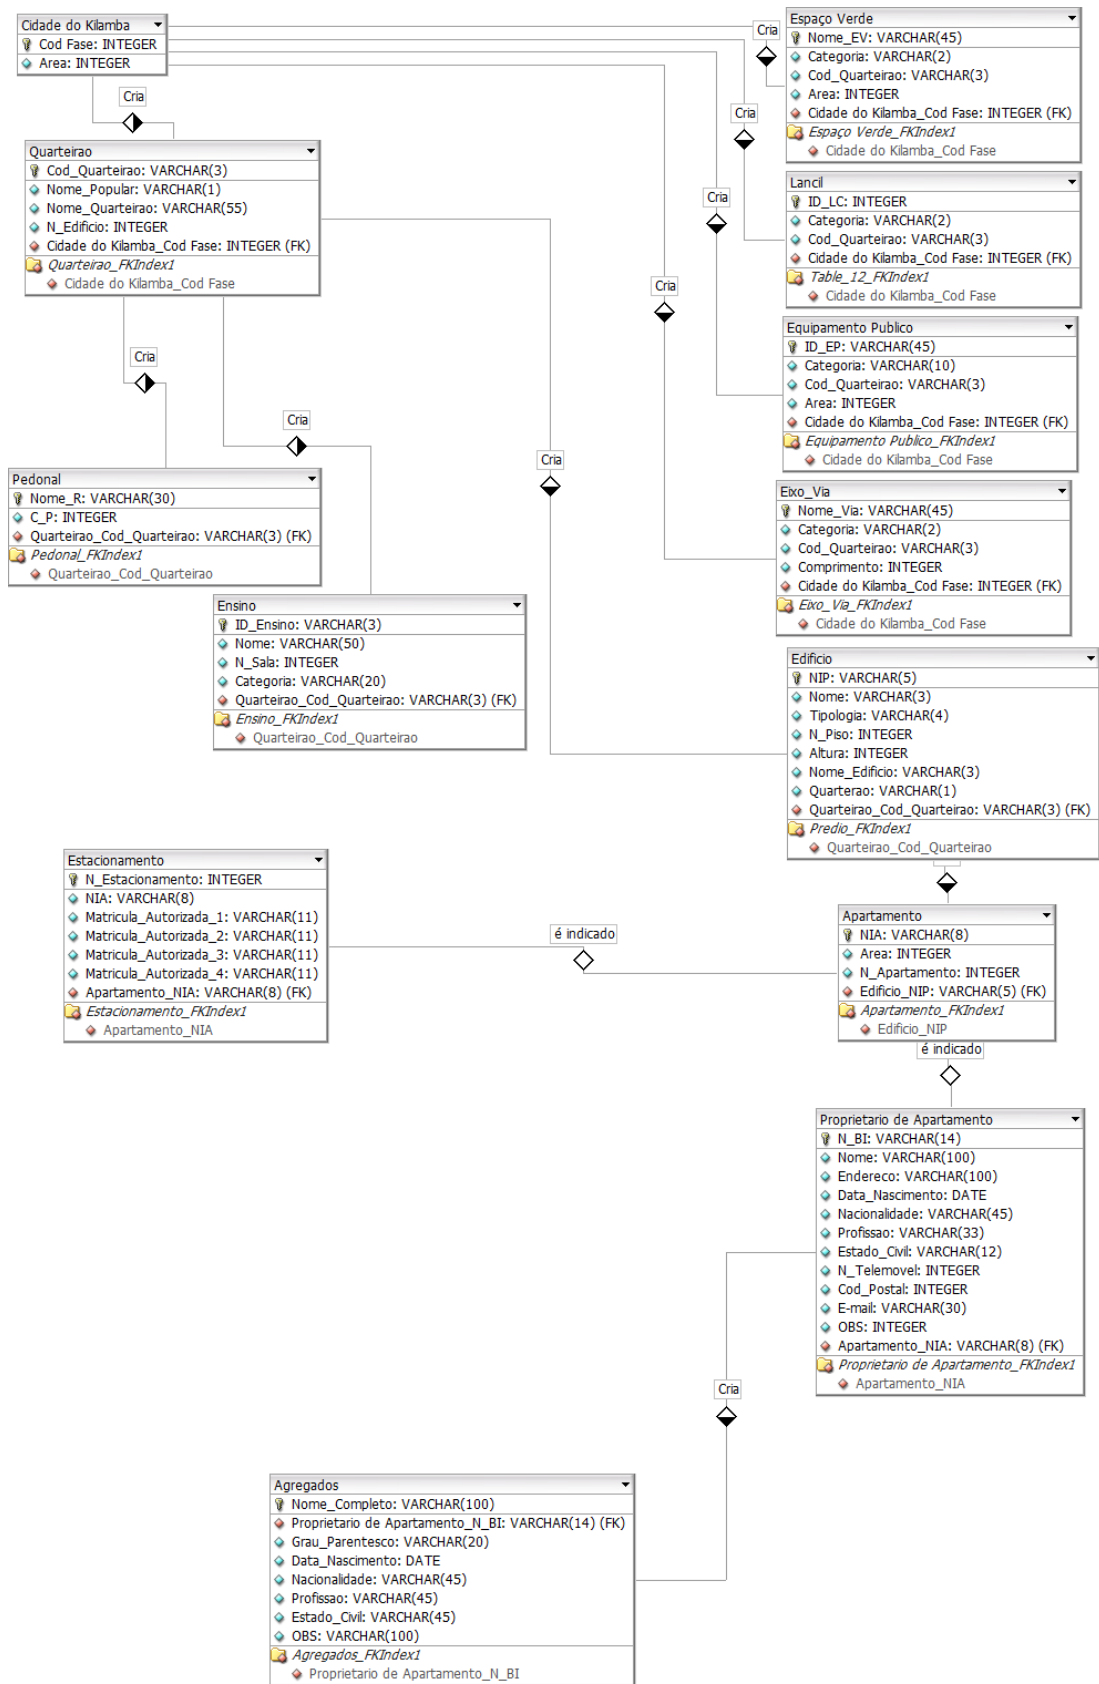 Cidade do Kilamba
Cod Fase: INTEGER
Area: INTEGER
Cria
Quarteirao
Cod_Quarteirao: VARCHAR(3)
Nome_Popular: VARCHAR(1)
Nome_Quarteirao: VARCHAR(55)
N_Edificio: INTEGER
Cidade do Kilamba_Cod Fase: INTEGER (FK)
Quarteirao_FKIndex1
Cidade do Kilamba_Cod Fase
Cria
Cria
Pedonal
Nome_R: VARCHAR(30)
C_P: INTEGER
Quarteirao_Cod_Quarteirao: VARCHAR(3) (FK)
Pedonal_FKIndex1
Quarteirao_Cod_Quarteirao
Ensino
ID_Ensino: VARCHAR(3)
Nome: VARCHAR(50)
N_Sala: INTEGER
Categoria: VARCHAR(20)
Quarteirao_Cod_Quarteirao: VARCHAR(3) (FK)
Ensino_FKIndex1
Quarteirao_Cod_Quarteirao
Cria
Cria
Cria
Cria
Cria
Espaço Verde
Nome_EV: VARCHAR(45)
Categoria: VARCHAR(2)
Cod_Quarteirao: VARCHAR(3)
Area: INTEGER
Cidade do Kilamba_Cod Fase: INTEGER (FK)
Espaço Verde_FKIndex1
Cidade do Kilamba_Cod Fase
Lancil
ID_LC: INTEGER
Categoria: VARCHAR(2)
Cod_Quarteirao: VARCHAR(3)
Cidade do Kilamba_Cod Fase: INTEGER (FK)
Table_12_FKIndex1
Cidade do Kilamba_Cod Fase
Equipamento Publico
ID_EP: VARCHAR(45)
Categoria: VARCHAR(10)
Cod_Quarteirao: VARCHAR(3)
Area: INTEGER
Cidade do Kilamba_Cod Fase: INTEGER (FK)
Equipamento Publico_FKIndex1
Cidade do Kilamba_Cod Fase
Eixo_Via
Nome_Via: VARCHAR(45)
Categoria: VARCHAR(2)
Cod_Quarteirao: VARCHAR(3)
Comprimento: INTEGER
Cidade do Kilamba_Cod Fase: INTEGER (FK)
Eixo_Via_FKIndex1
Cidade do Kilamba_Cod Fase
Edificio
NIP: VARCHAR(5)
Nome: VARCHAR(3)
Tipologia: VARCHAR(4)
N_Piso: INTEGER
Altura: INTEGER
Nome_Edificio: VARCHAR(3)
Quarterao: VARCHAR(1)
Quarteirao_Cod_Quarteirao: VARCHAR(3) (FK)
Predio_FKIndex1
Quarteirao_Cod_Quarteirao
Estacionamento
N_Estacionamento: INTEGER
NIA: VARCHAR(8)
Matricula_Autorizada_1: VARCHAR(11)
Matricula_Autorizada_2: VARCHAR(11)
Matricula_Autorizada_3: VARCHAR(11)
Matricula_Autorizada_4: VARCHAR(11)
Apartamento_NIA: VARCHAR(8) (FK)
Estacionamento_FKIndex1
Apartamento_NIA
é indicado
Apartamento
NIA: VARCHAR(8)
Area: INTEGER
N_Apartamento: INTEGER
Edificio_NIP: VARCHAR(5) (FK)
Apartamento_FKIndex1
Edificio_NIP
é indicado
Proprietario de Apartamento
N_BI: VARCHAR(14)
Nome: VARCHAR(100)
Endereco: VARCHAR(100)
Data_Nascimento: DATE
Nacionalidade: VARCHAR(45)
Profissao: VARCHAR(33)
Estado_Civil: VARCHAR(12)
N_Telemovel: INTEGER
Cod_Postal: INTEGER
E-mail: VARCHAR(30)
OBS: INTEGER
Apartamento_NIA: VARCHAR(8) (FK)
Proprietario de Apartamento_FKIndex1
Apartamento_NIA
Cria
Agregados
Nome_Completo: VARCHAR(100)
Proprietario de Apartamento_N_BI: VARCHAR(14) (FK)
Grau_Parentesco: VARCHAR(20)
Data_Nascimento: DATE
Nacionalidade: VARCHAR(45)
Profissao: VARCHAR(45)
Estado_Civil: VARCHAR(45)
OBS: VARCHAR(100)
Agregados_FKIndex1
Proprietario de Apartamento_N_BI